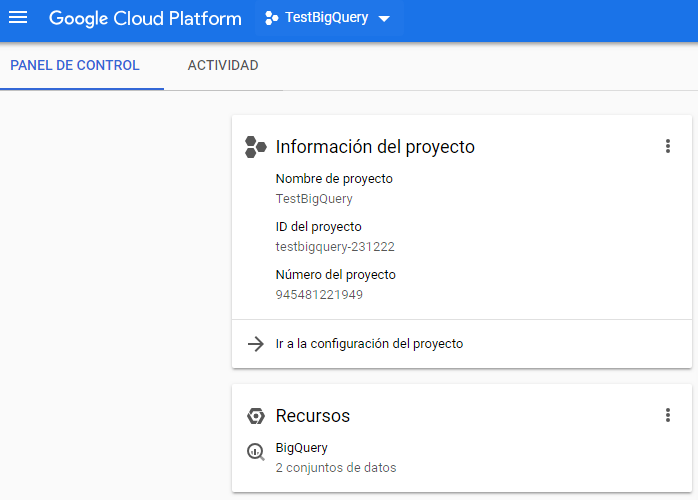 Google Cloud Platform TestBigQuery
PANEL DE CONTROL ACTIVIDAD
Información del proyecto
Nombre de proyecto
TestBigQuery
ID del proyecto
testbigquery-231222
Número del proyecto
945481221949
Ir a la configuración del proyecto
Recursos
BigQuery
2 conjuntos de datos